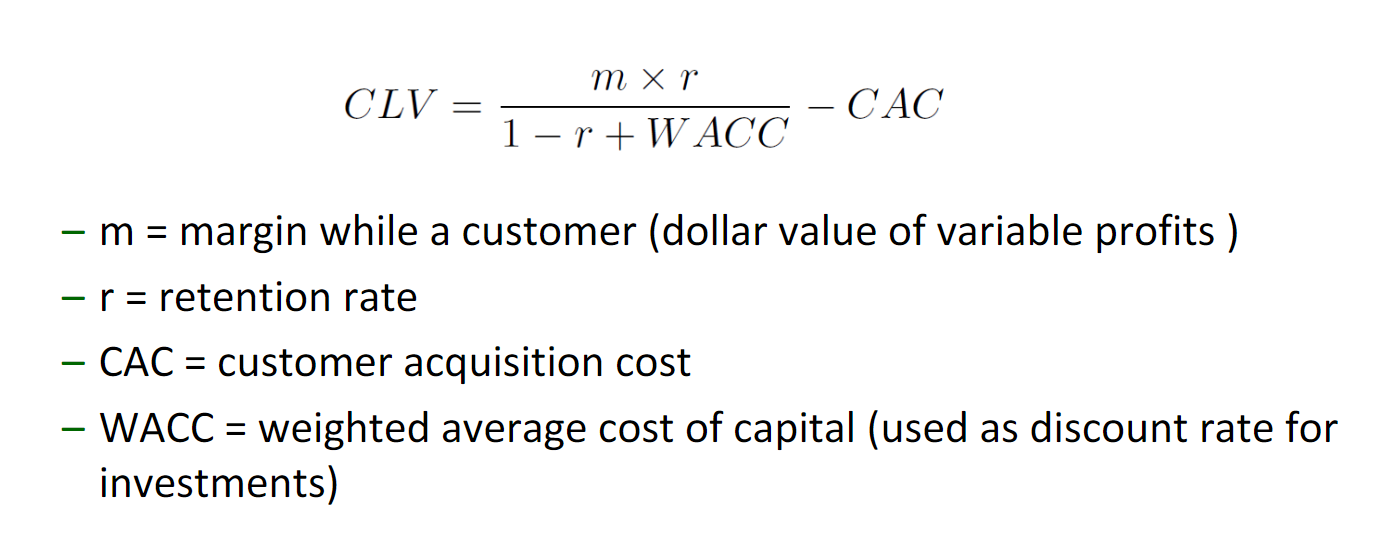 CLV = m × r / 1 − r + WACC − CAC
– m = margin while a customer (dollar value of variable profits )
– r = retention rate
– CAC = customer acquisition cost
– WACC = weighted average cost of capital (used as discount rate for
investments)